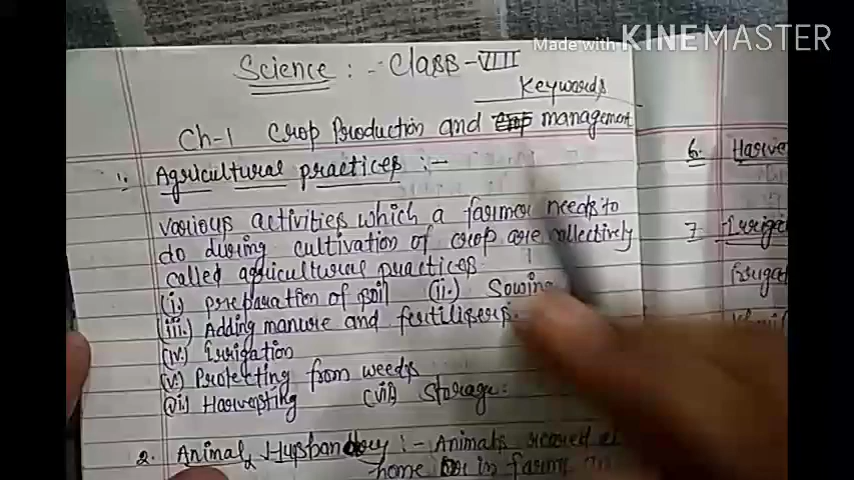 Made with KINEMASTER
Science :- Class-VIII
Keywords
Ch-1 Crop Production and management
1. Agricultural practices :-
various activities which a farmer needs to
do during cultivation of crop are collectively
called agricultural practices
(i) preparation of soil (ii.) Sowing
(iii.) Adding manure and fertilisers.
(iv.) Irrigation
(v) Protecting from weeds
(vi) Harvesting (vii) Storage:
2. Animal Husbandry :- Animals reared at
home or in farms
6. Harve
7. Irriga
Irrigat